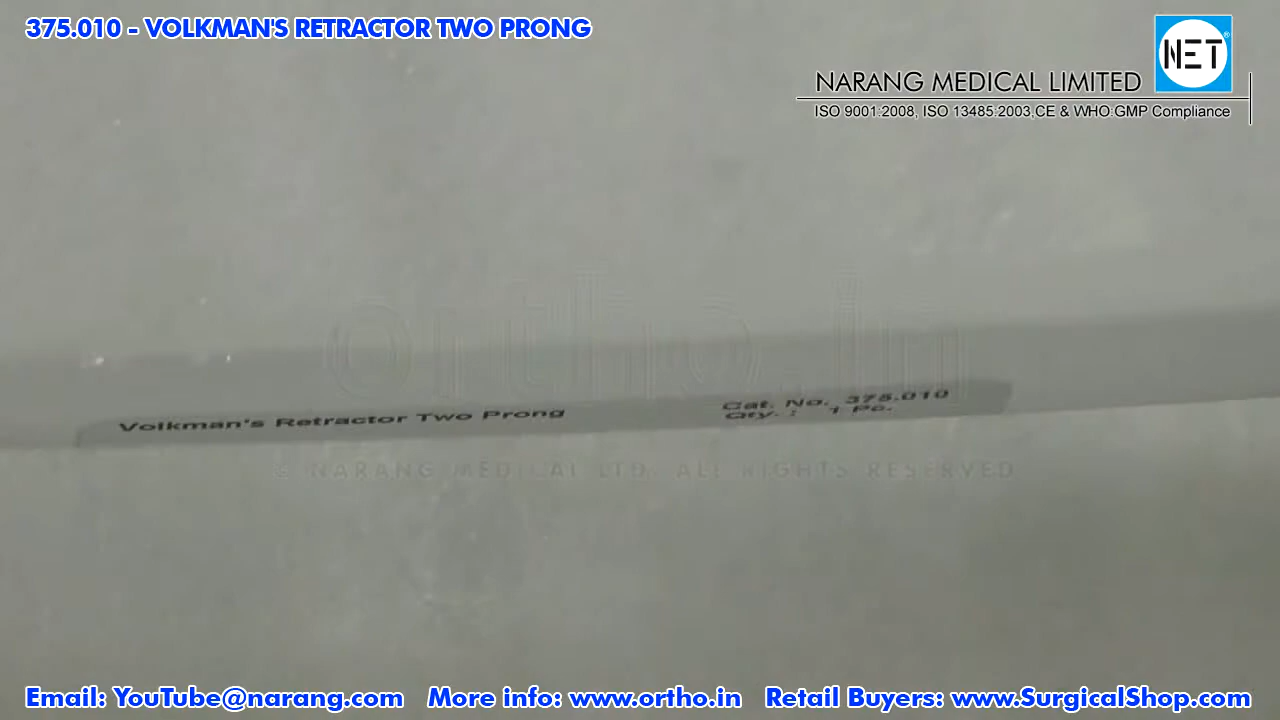 375.010 - VOLKMAN'S RETRACTOR TWO PRONG
NET®
NARANG MEDICAL LIMITED
ISO 9001:2008, ISO 13485:2003,CE & WHO:GMP Compliance
ortho.in
Volkman's Retractor Two Prong
Cat. No. 375.010
Qty. : 1 Pc.
© NARANG MEDICAL LTD. ALL RIGHTS RESERVED
Email: YouTube@narang.com More info: www.ortho.in Retail Buyers: www.SurgicalShop.com